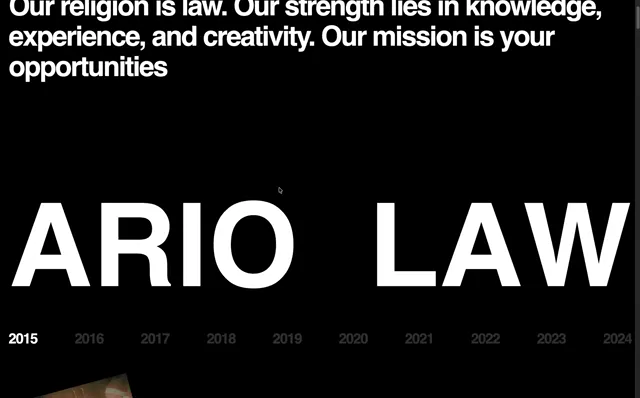 Our religion is law. Our strength lies in knowledge,
experience, and creativity. Our mission is your
opportunities
ARIO LAW
2015 2016 2017 2018 2019 2020 2021 2022 2023 2024